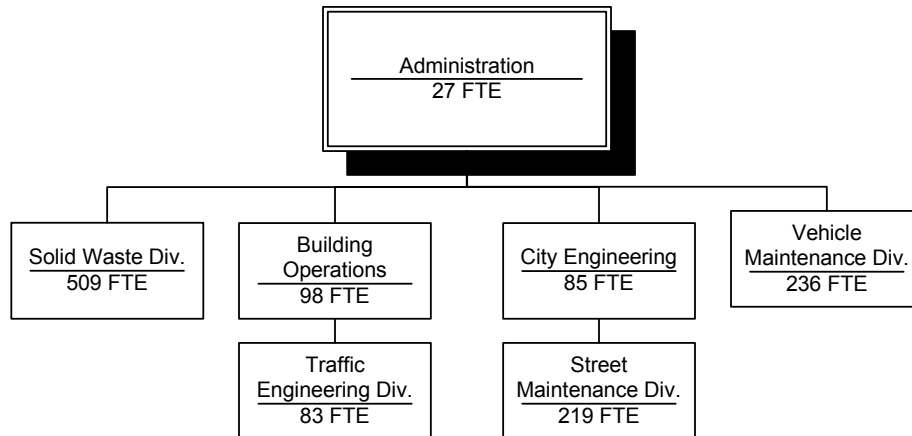 Administration
27 FTE
Solid Waste Div.
509 FTE
Building
Operations
98 FTE
City Engineering
85 FTE
Vehicle
Maintenance Div.
236 FTE
Traffic
Engineering Div.
83 FTE
Street
Maintenance Div.
219 FTE